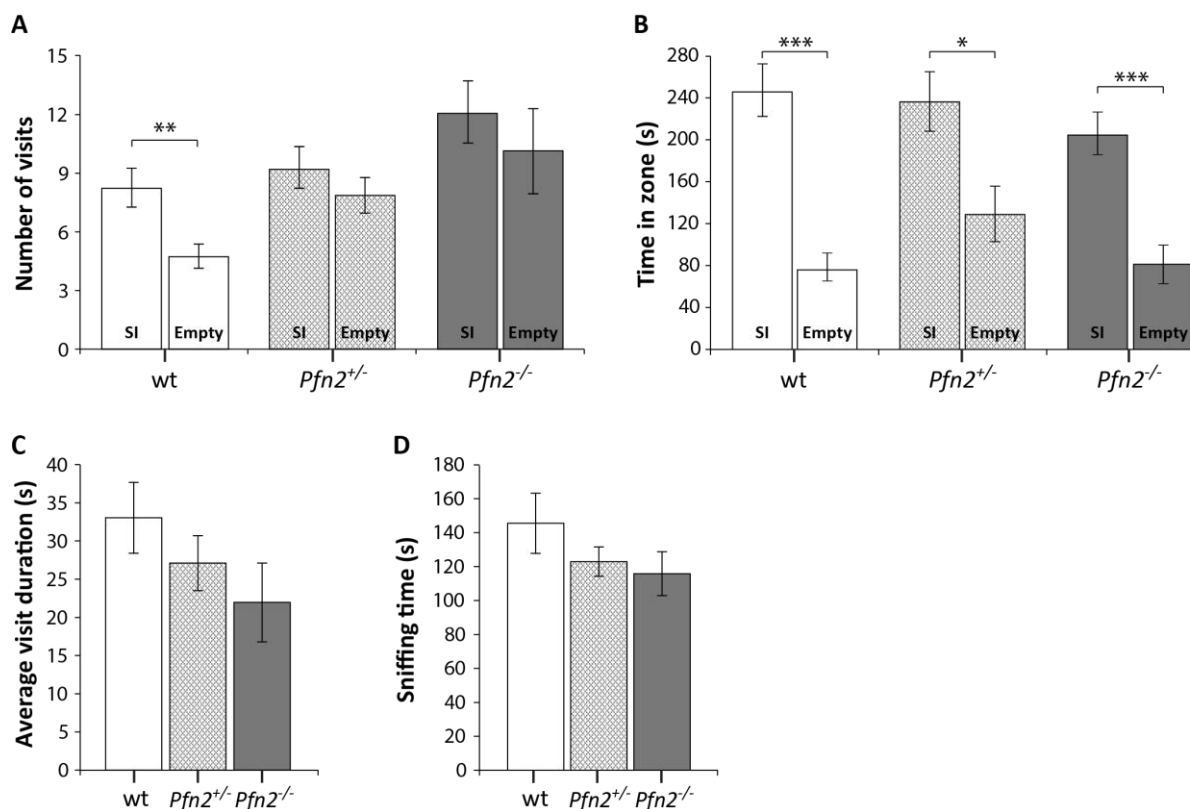 A
Number of visits
15
12
9
6
3
0
**
SI Empty SI Empty SI Empty
wt Pfn2+/- Pfn2-/-
B
Time in zone (s)
280
240
200
160
120
80
40
0
*** * ***
SI Empty SI Empty SI Empty
wt Pfn2+/- Pfn2-/-
C
Average visit duration (s)
40
35
30
25
20
15
10
5
0
wt Pfn2+/- Pfn2-/-
D
Sniffing time (s)
180
160
140
120
100
80
60
40
20
0
wt Pfn2+/- Pfn2-/-